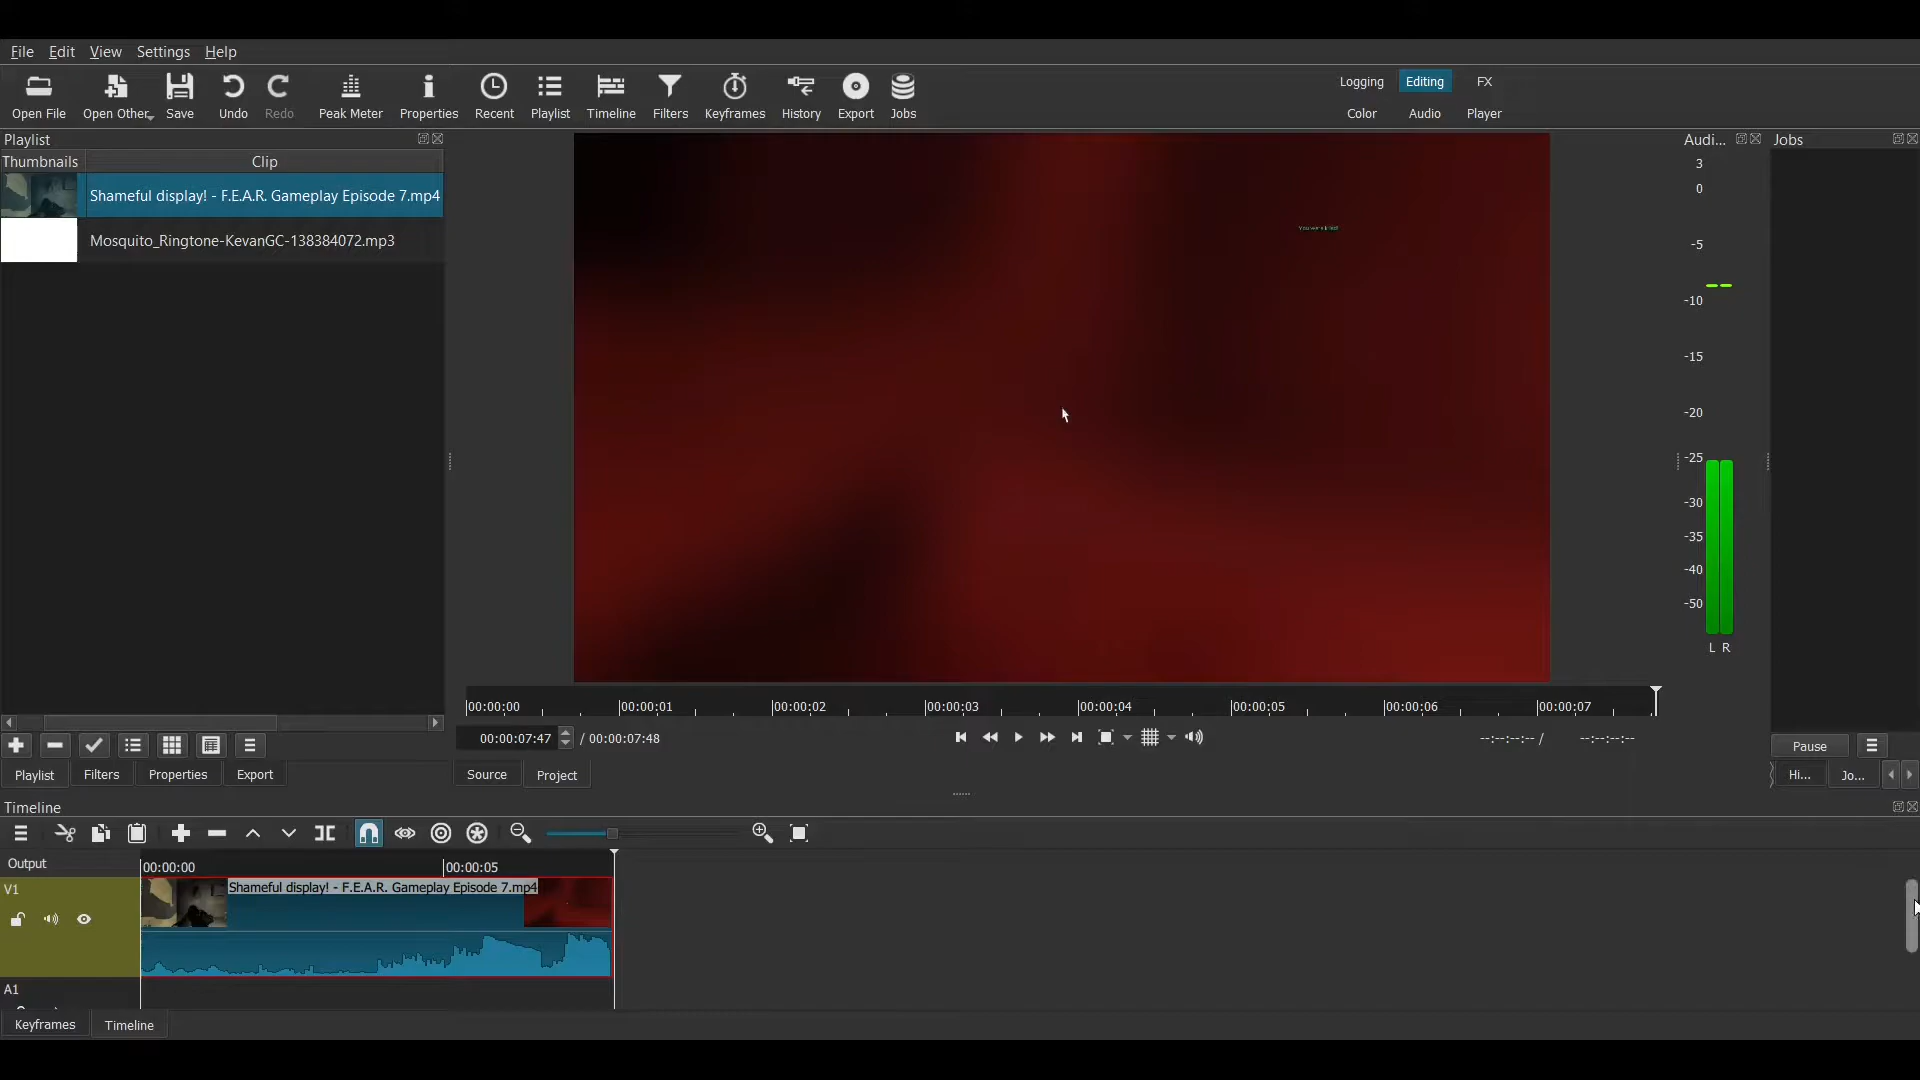 File Edit View Settings Help
Open File Open Other Save Undo Redo Peak Meter Properties Recent Playlist Timeline Filters Keyframes History Export Jobs
Logging Editing FX
Color Audio Player
Playlist
Thumbnails Clip
Shameful display! - F.E.A.R. Gameplay Episode 7.mp4
Mosquito_Ringtone-KevanGC-138384072.mp3
Audi... Jobs
3
0
-5
-10
-15
-20
-25
-30
-35
-40
-50
L R
00:00:00 00:00:01 00:00:02 00:00:03 00:00:04 00:00:05 00:00:06 00:00:07
00:00:07:47 / 00:00:07:48 --:--:--:-- / --:--:--:--
Pause
Playlist Filters Properties Export Source Project Hi... Jo...
Timeline
Output 00:00:00 00:00:05
V1 Shameful display! - F.E.A.R. Gameplay Episode 7.mp4
A1
Keyframes Timeline